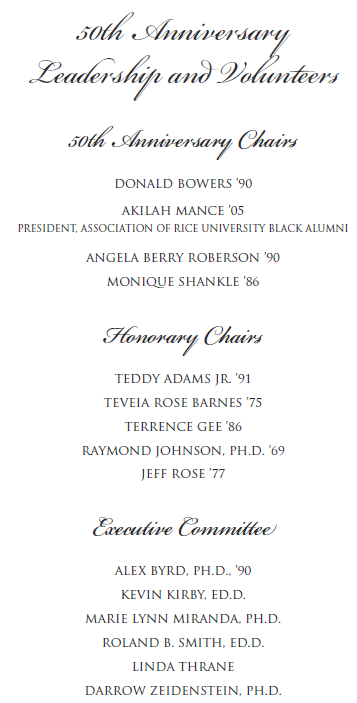 50th Anniversary
Leadership and Volunteers
50th Anniversary Chairs
DONALD BOWERS '90
AKILAH MANCE '05
PRESIDENT, ASSOCIATION OF RICE UNIVERSITY BLACK ALUMNI
ANGELA BERRY ROBERSON '90
MONIQUE SHANKLE '86
Honorary Chairs
TEDDY ADAMS JR. '91
TEVEIA ROSE BARNES '75
TERRENCE GEE '86
RAYMOND JOHNSON, PH.D. '69
JEFF ROSE '77
Executive Committee
ALEX BYRD, PH.D., '90
KEVIN KIRBY, ED.D.
MARIE LYNN MIRANDA, PH.D.
ROLAND B. SMITH, ED.D.
LINDA THRANE
DARROW ZEIDENSTEIN, PH.D.